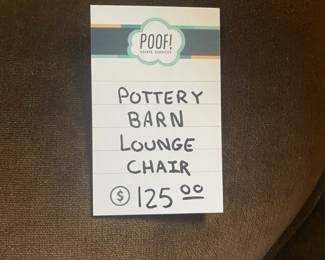 POOF!
ESTATE SERVICES
POTTERY
BARN
LOUNGE
CHAIR
$ 125 00